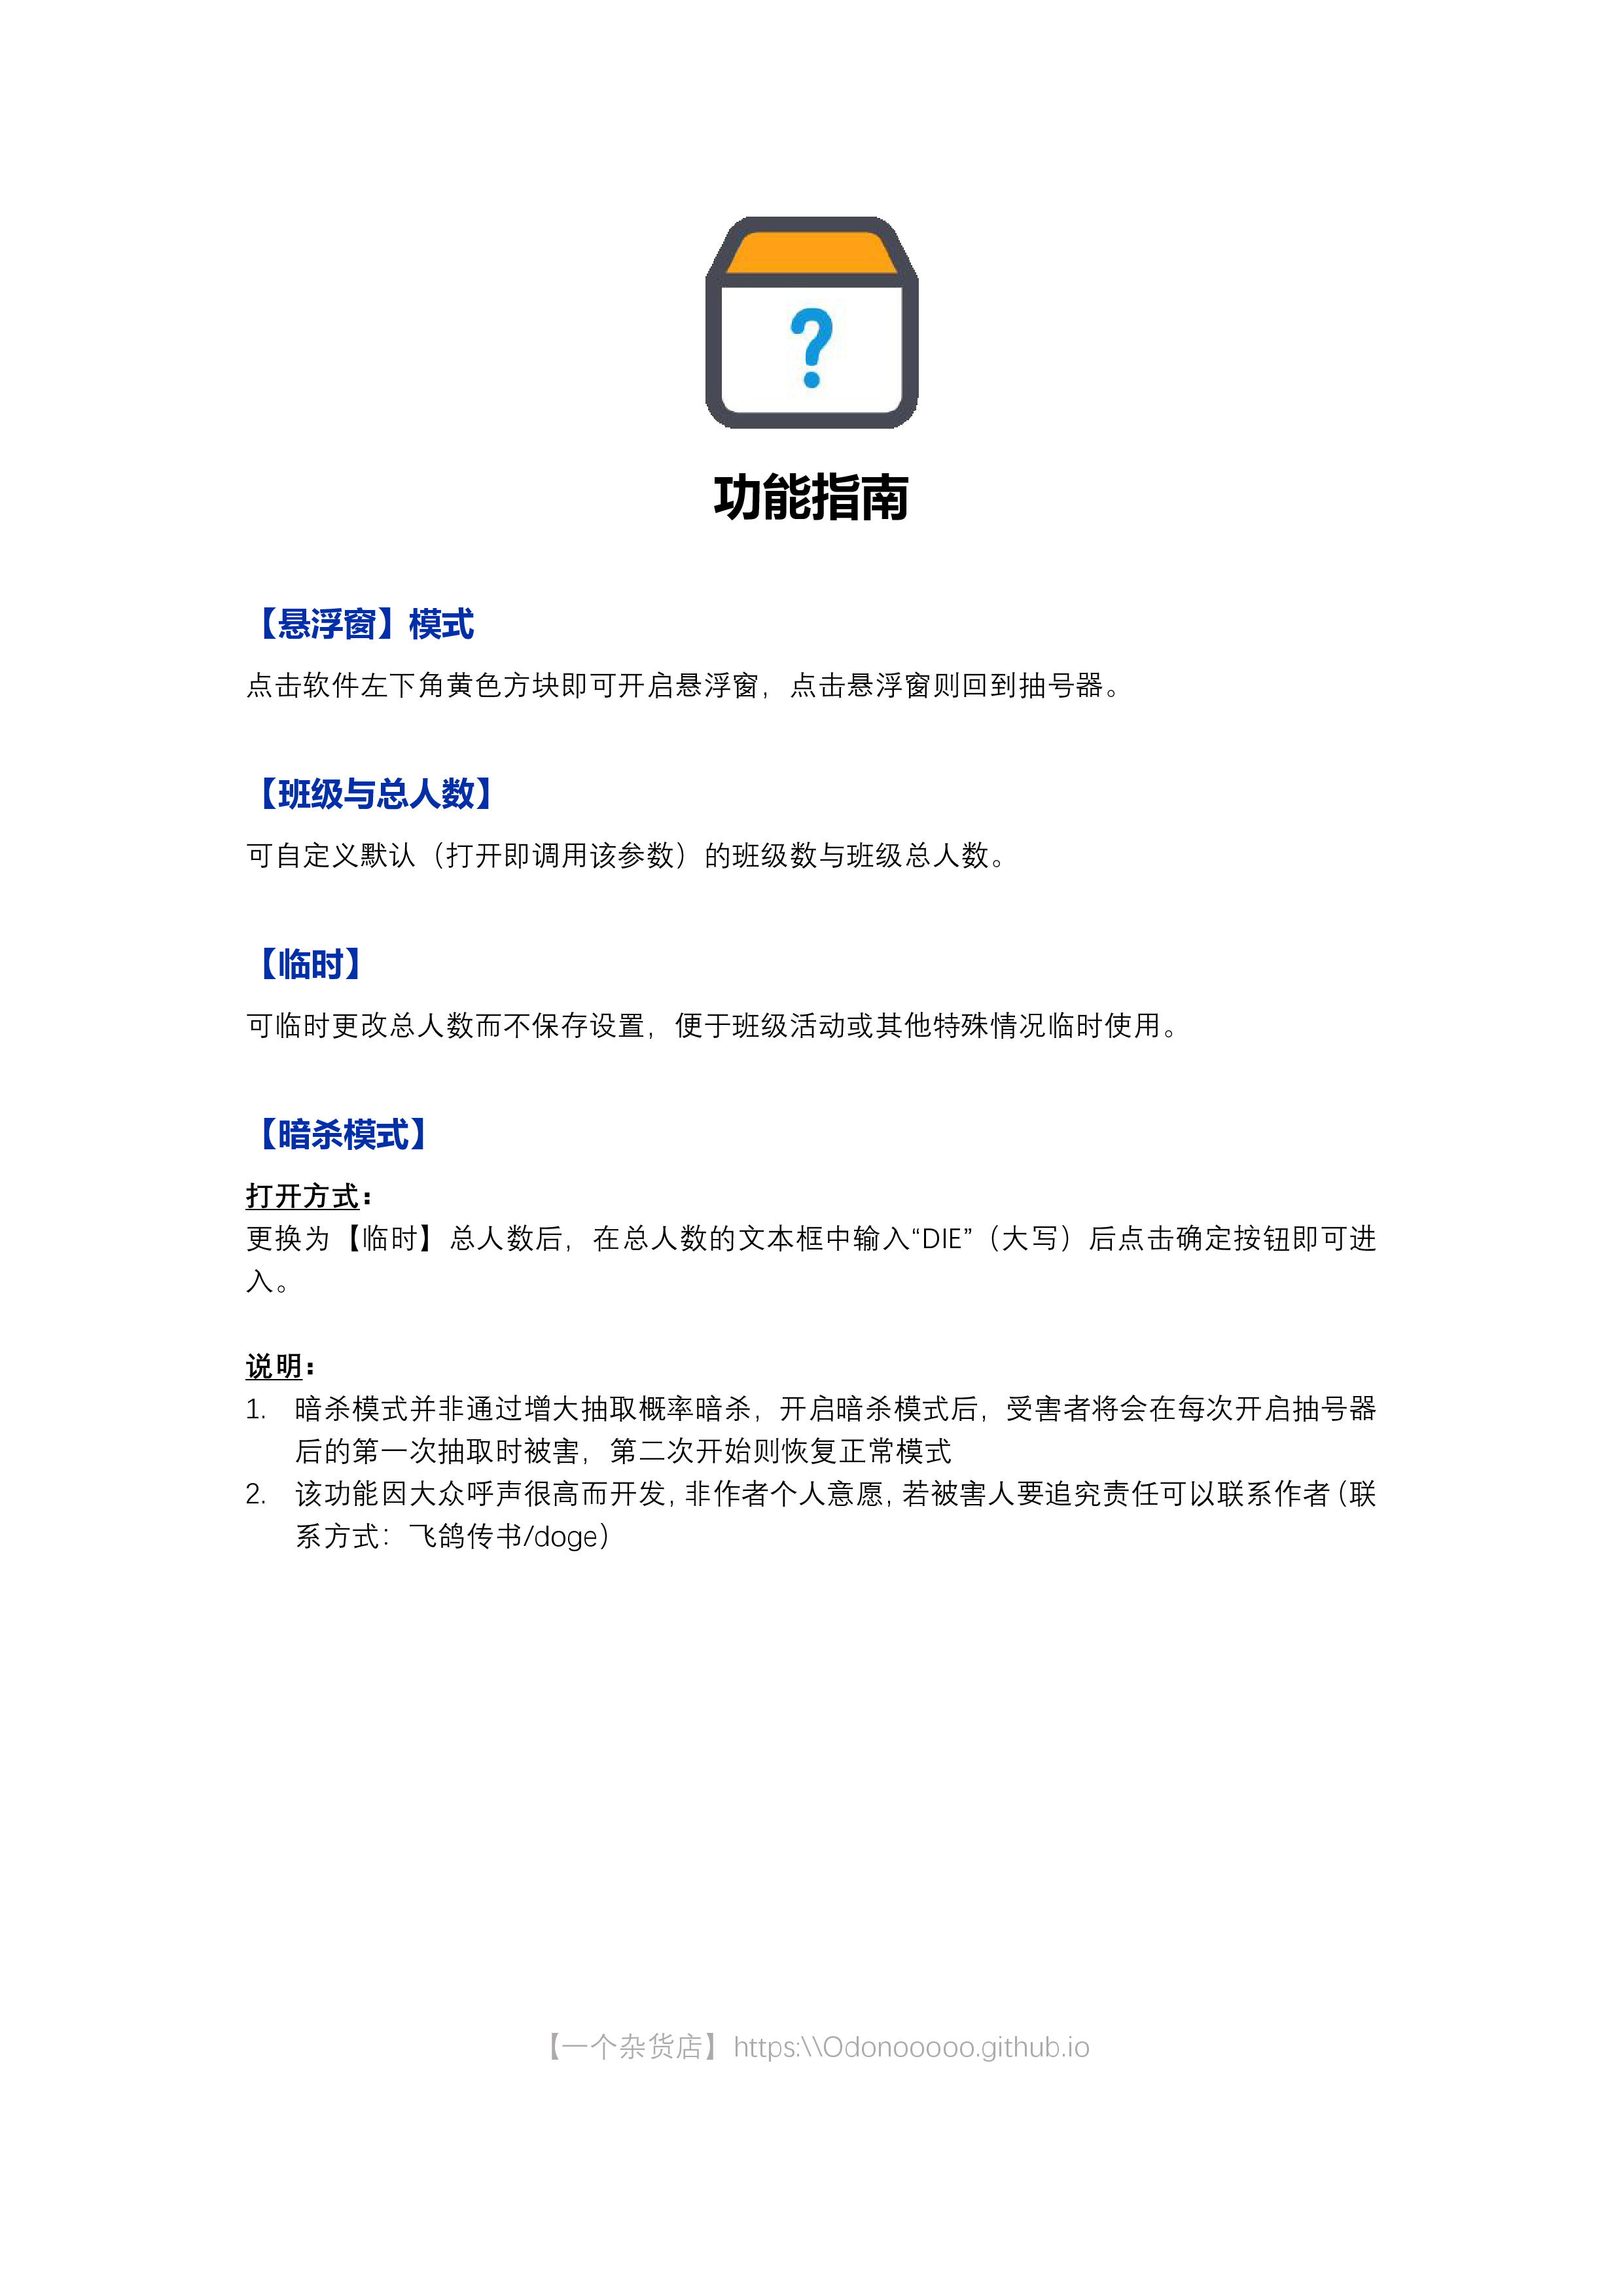 ?
功能指南
【悬浮窗】模式
点击软件左下角黄色方块即可开启悬浮窗，点击悬浮窗则回到抽号器。
【班级与总人数】
可自定义默认（打开即调用该参数）的班级数与班级总人数。
【临时】
可临时更改总人数而不保存设置，便于班级活动或其他特殊情况临时使用。
【暗杀模式】
打开方式：
更换为【临时】总人数后，在总人数的文本框中输入“DIE”（大写）后点击确定按钮即可进
入。
说明：
1. 暗杀模式并非通过增大抽取概率暗杀，开启暗杀模式后，受害者将会在每次开启抽号器
后的第一次抽取时被害，第二次开始则恢复正常模式
2. 该功能因大众呼声很高而开发，非作者个人意愿，若被害人要追究责任可以联系作者（联
系方式：飞鸽传书/doge）
【一个杂货店】https:\\Odonooooo.github.io